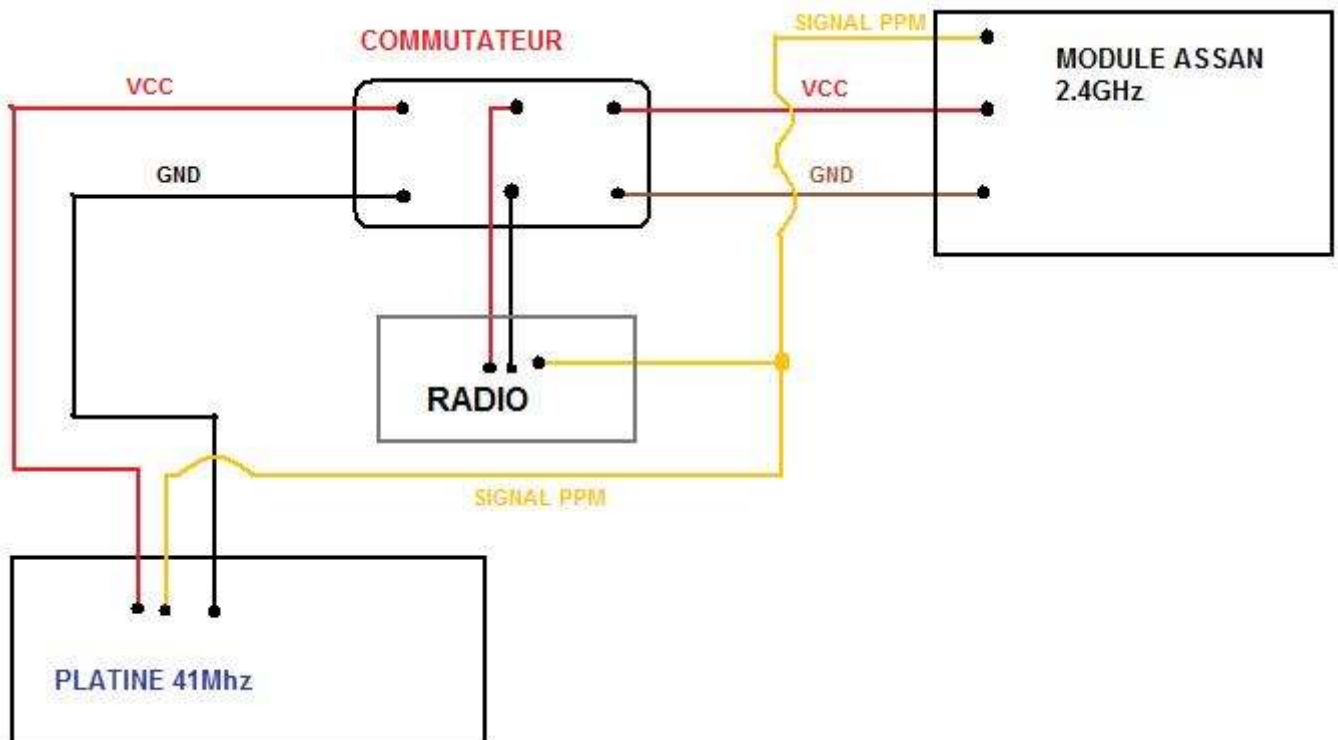 SIGNAL PPM
COMMUTATEUR
MODULE ASSAN
2.4GHz
VCC
VCC
GND
GND
RADIO
SIGNAL PPM
PLATINE 41Mhz